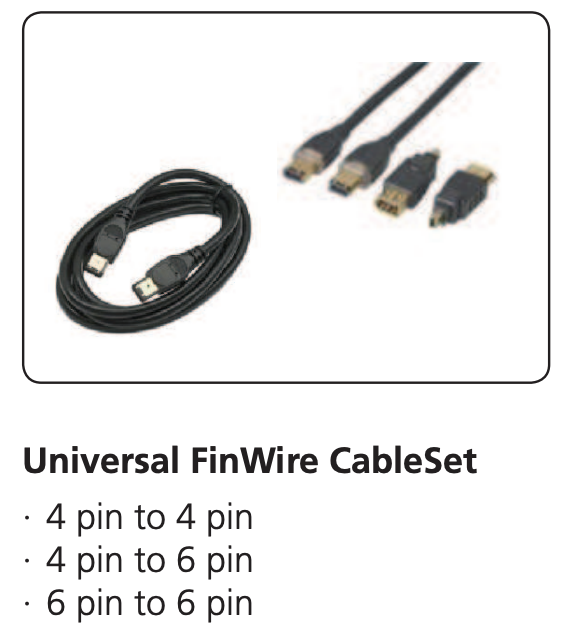 Universal FinWire CableSet
· 4 pin to 4 pin
· 4 pin to 6 pin
· 6 pin to 6 pin